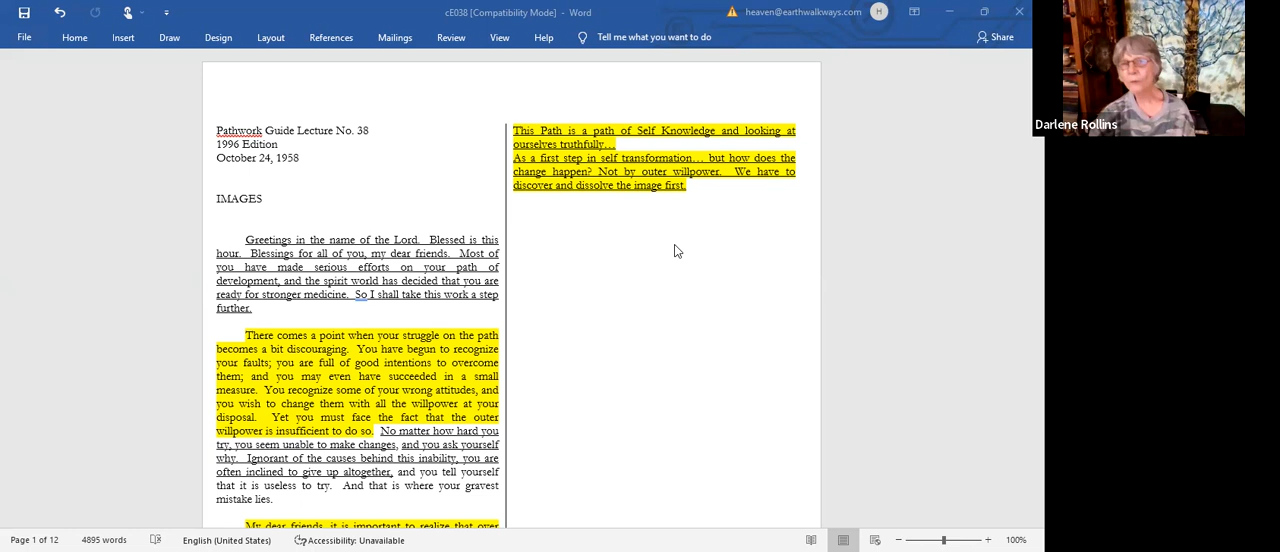 cE038 [Compatibility Mode] - Word
heaven@earthwalkways.com
H
File Home Insert Draw Design Layout References Mailings Review View Help Tell me what you want to do Share
Darlene Rollins
Pathwork Guide Lecture No. 38
1996 Edition
October 24, 1958
IMAGES
Greetings in the name of the Lord. Blessed is this
hour. Blessings for all of you, my dear friends. Most of
you have made serious efforts on your path of
development, and the spirit world has decided that you are
ready for stronger medicine. So I shall take this work a step
further.
There comes a point when your struggle on the path
becomes a bit discouraging. You have begun to recognize
your faults; you are full of good intentions to overcome
them; and you may even have succeeded in a small
measure. You recognize some of your wrong attitudes, and
you wish to change them with all the willpower at your
disposal. Yet you must face the fact that the outer
willpower is insufficient to do so. No matter how hard you
try, you seem unable to make changes, and you ask yourself
why. Ignorant of the causes behind this inability, you are
often inclined to give up altogether, and you tell yourself
that it is useless to try. And that is where your gravest
mistake lies.
My dear friends, it is important to realize that over
This Path is a path of Self Knowledge and looking at
ourselves truthfully…
As a first step in self transformation… but how does the
change happen? Not by outer willpower. We have to
discover and dissolve the image first.
Page 1 of 12 4895 words English (United States) Accessibility: Unavailable 100%